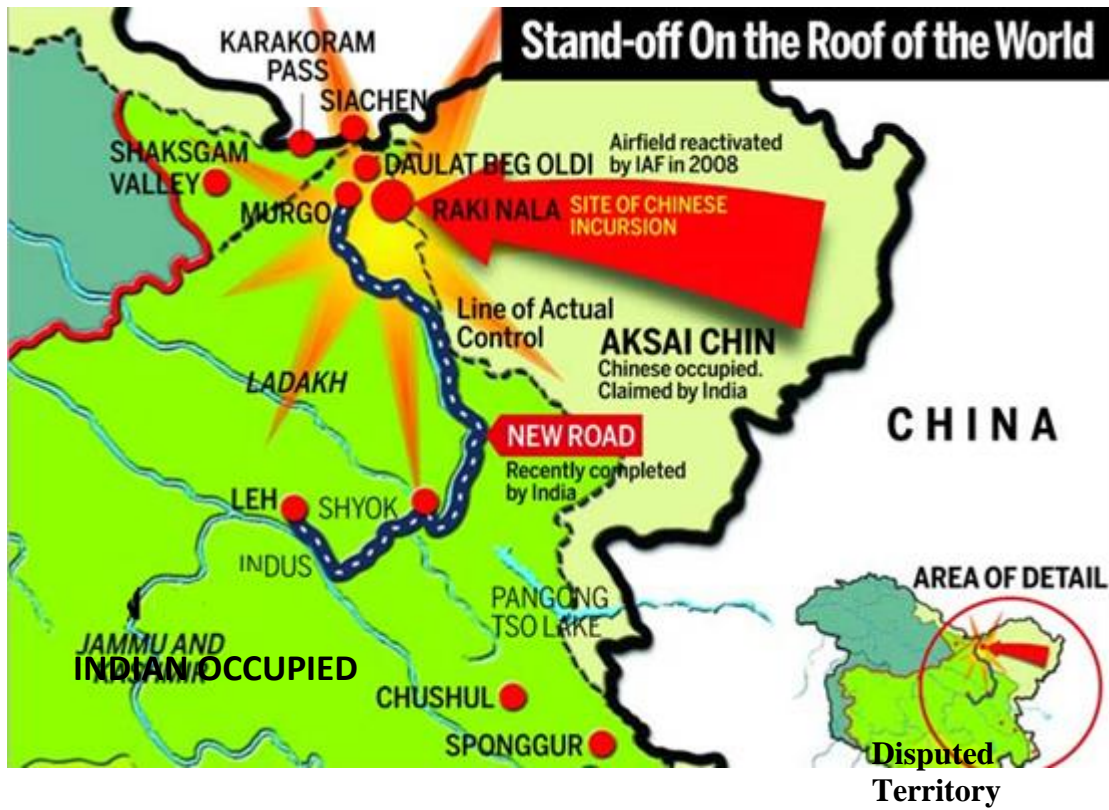 Stand-off On the Roof of the World
KARAKORAM
PASS
SIACHEN
SHAKSGAM
VALLEY
DAULAT BEG OLDI
Airfield reactivated
by IAF in 2008
MURGO
RAKI NALA
SITE OF CHINESE
INCURSION
Line of Actual
Control
AKSAI CHIN
Chinese occupied.
Claimed by India
LADAKH
CHINA
NEW ROAD
Recently completed
by India
LEH
SHYOK
INDUS
PANGONG
TSO LAKE
AREA OF DETAIL
JAMMU AND
KASHMIR
INDIAN OCCUPIED
CHUSHUL
SPONGGUR
Disputed
Territory